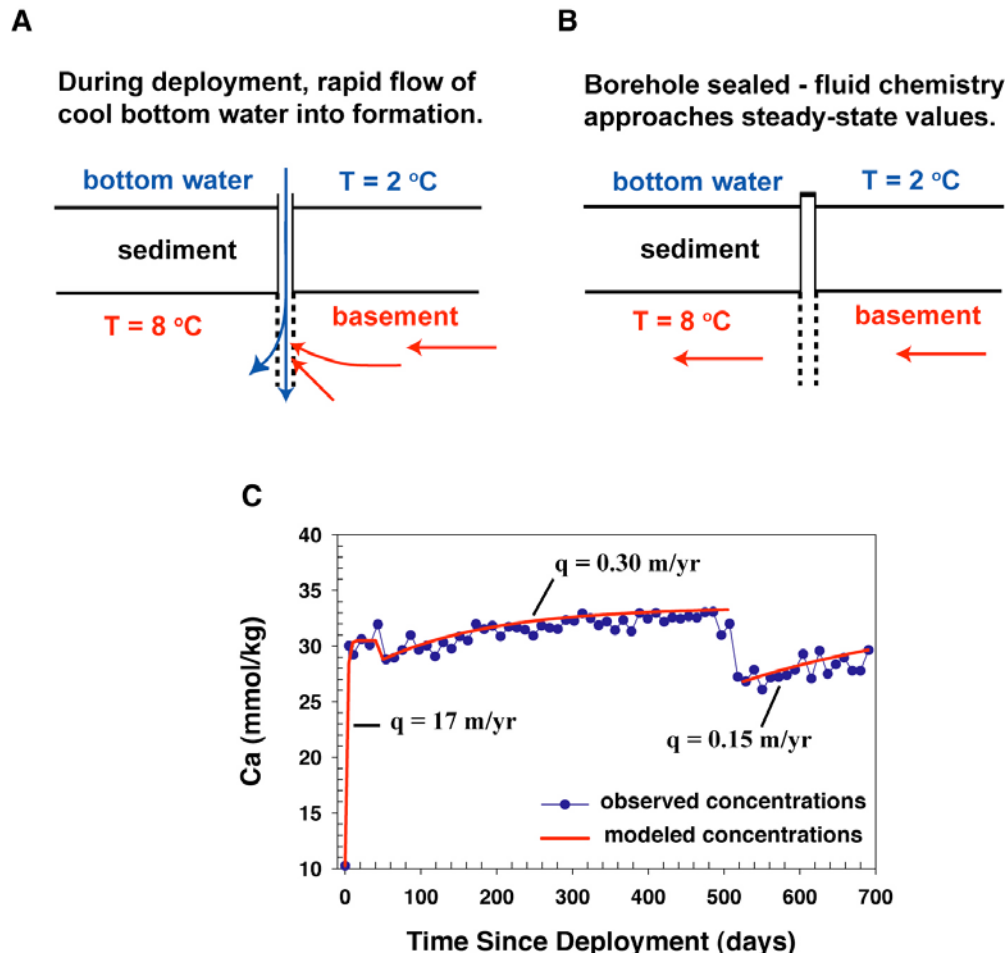 A
During deployment, rapid flow of
cool bottom water into formation.
bottom water
T = 2 °C
sediment
T = 8 °C
basement
B
Borehole sealed - fluid chemistry
approaches steady-state values.
bottom water
T = 2 °C
sediment
T = 8 °C
basement
C
Ca (mmol/kg)
40
35
30
25
20
15
10
q = 0.30 m/yr
q = 17 m/yr
q = 0.15 m/yr
observed concentrations
modeled concentrations
0 100 200 300 400 500 600 700
Time Since Deployment (days)